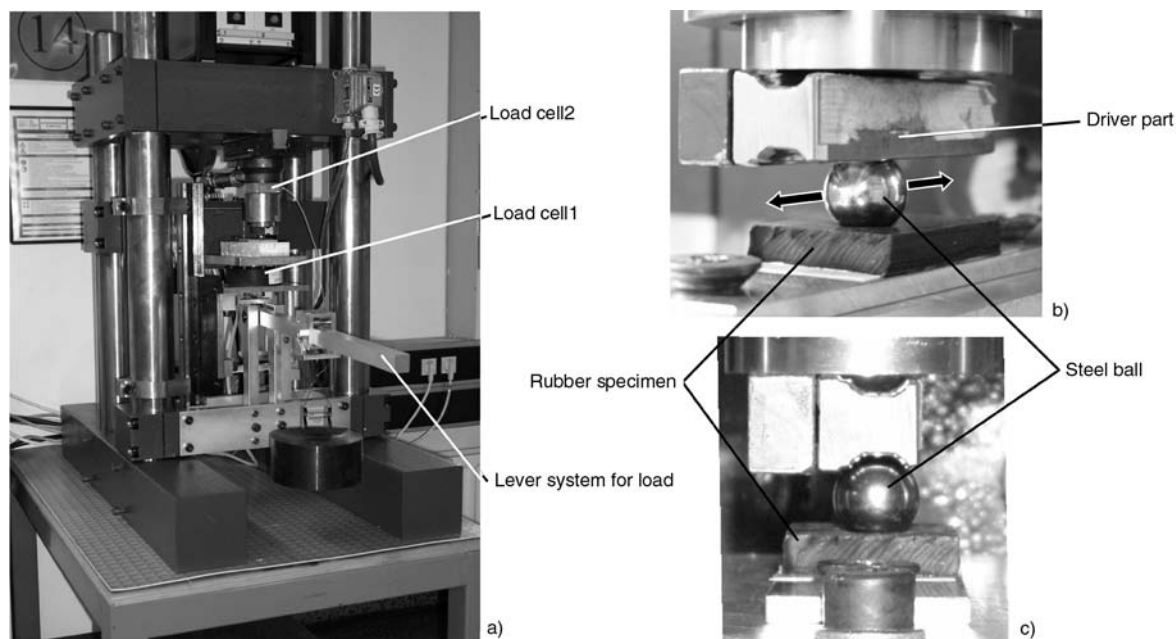 14
Load cell2
Load cell1
Lever system for load
a)
Driver part
b)
Rubber specimen
Steel ball
c)